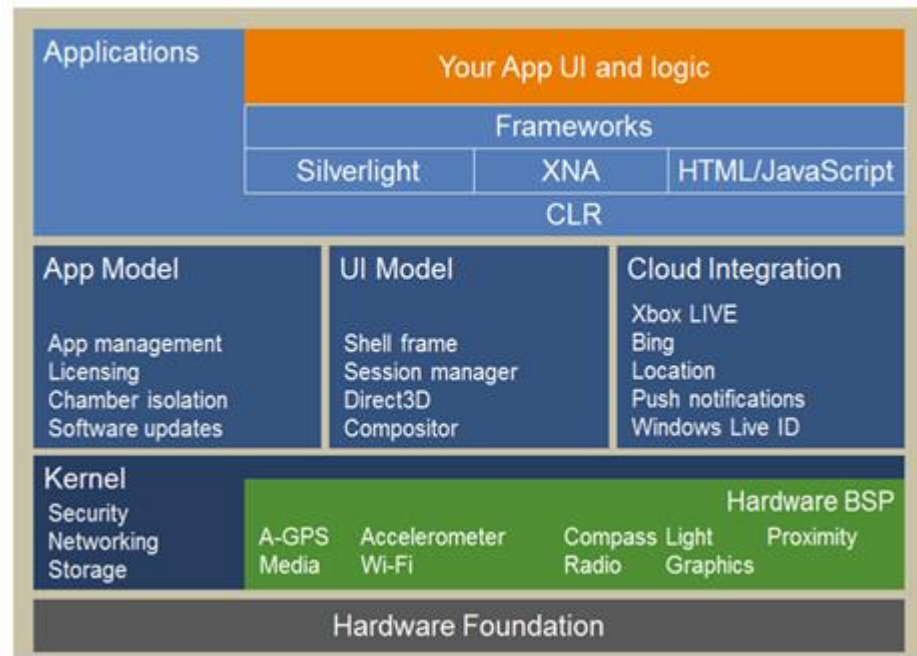 Applications
Your App UI and logic
Frameworks
Silverlight
XNA
HTML/JavaScript
CLR
App Model
App management
Licensing
Chamber isolation
Software updates
UI Model
Shell frame
Session manager
Direct3D
Compositor
Cloud Integration
Xbox LIVE
Bing
Location
Push notifications
Windows Live ID
Kernel
Security
Networking
Storage
Hardware BSP
A-GPS Accelerometer Compass Light Proximity
Media Wi-Fi Radio Graphics
Hardware Foundation